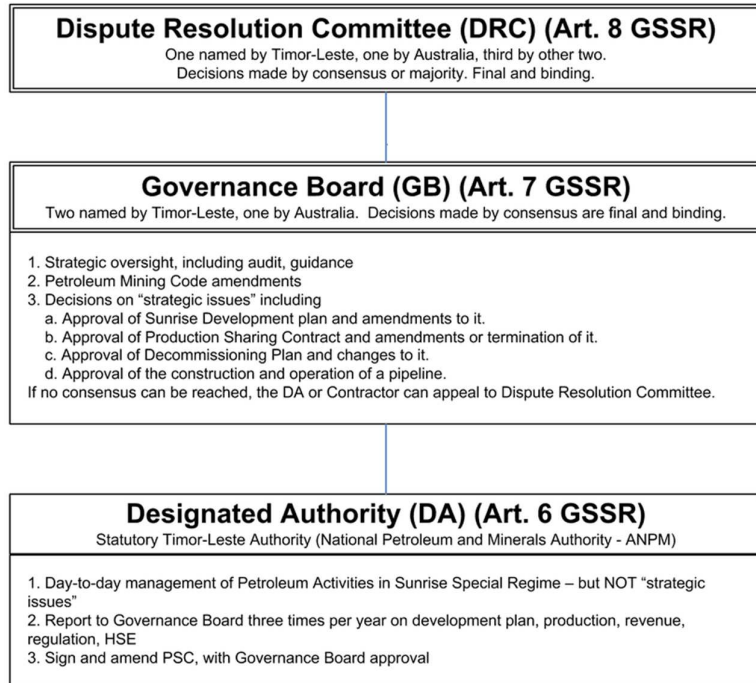 Dispute Resolution Committee (DRC) (Art. 8 GSSR)
One named by Timor-Leste, one by Australia, third by other two.
Decisions made by consensus or majority. Final and binding.
Governance Board (GB) (Art. 7 GSSR)
Two named by Timor-Leste, one by Australia.  Decisions made by consensus are final and binding.
1. Strategic oversight, including audit, guidance
2. Petroleum Mining Code amendments
3. Decisions on “strategic issues” including
a. Approval of Sunrise Development plan and amendments to it.
b. Approval of Production Sharing Contract and amendments or termination of it.
c. Approval of Decommissioning Plan and changes to it.
d. Approval of the construction and operation of a pipeline.
If no consensus can be reached, the DA or Contractor can appeal to Dispute Resolution Committee.
Designated Authority (DA) (Art. 6 GSSR)
Statutory Timor-Leste Authority (National Petroleum and Minerals Authority - ANPM)
1. Day-to-day management of Petroleum Activities in Sunrise Special Regime – but NOT “strategic
issues”
2. Report to Governance Board three times per year on development plan, production, revenue,
regulation, HSE
3. Sign and amend PSC, with Governance Board approval